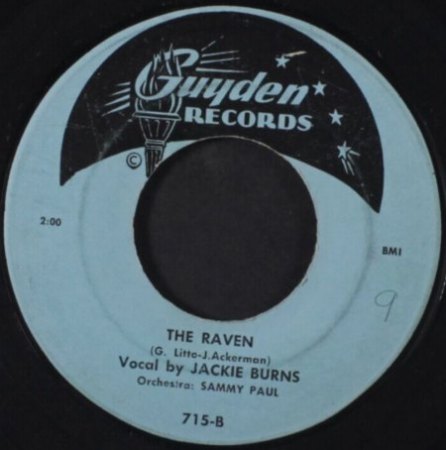 Guyden
RECORDS
©
2:00
BMI
9
THE RAVEN
(G. Litto-J.Ackerman)
Vocal by JACKIE BURNS
Orchestra: SAMMY PAUL
715-B